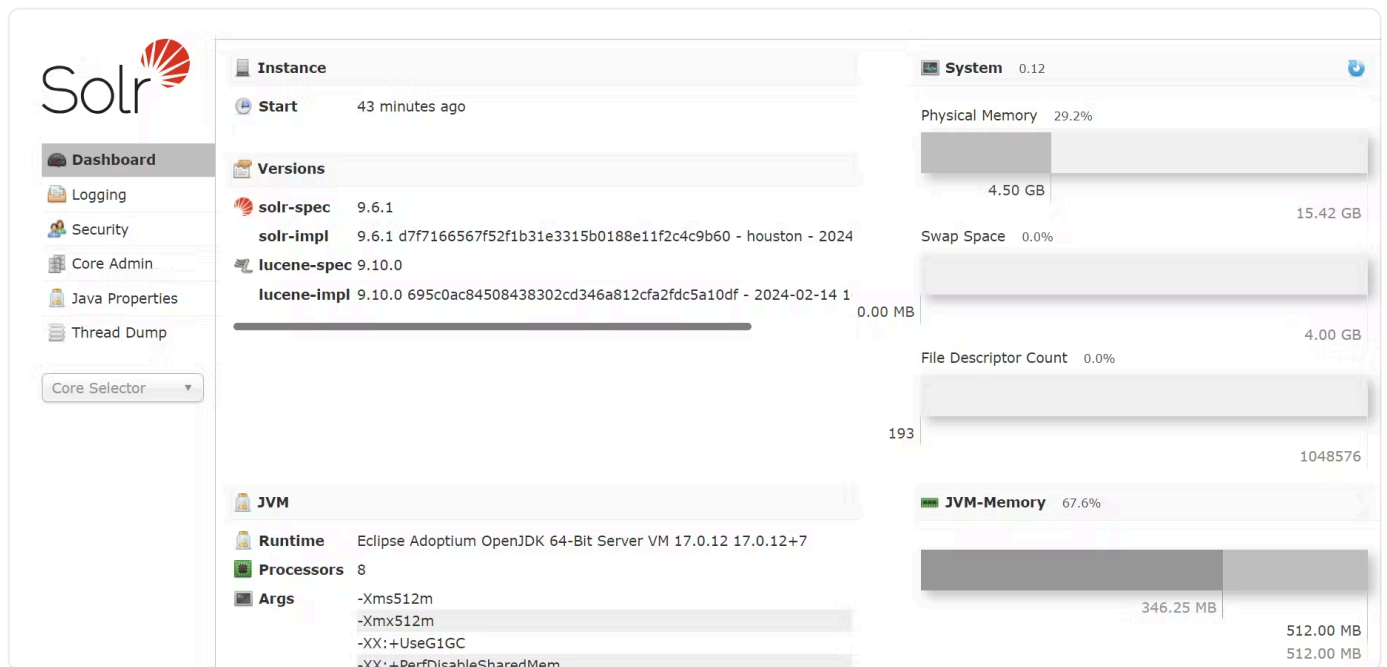 Solr
Dashboard
Logging
Security
Core Admin
Java Properties
Thread Dump
Core Selector
Instance
Start 43 minutes ago
Versions
solr-spec 9.6.1
solr-impl 9.6.1 d7f7166567f52f1b31e3315b0188e11f2c4c9b60 - houston - 2024
lucene-spec 9.10.0
lucene-impl 9.10.0 695c0ac84508438302cd346a812cfa2fdc5a10df - 2024-02-14 1
System 0.12
Physical Memory 29.2%
4.50 GB
15.42 GB
Swap Space 0.0%
0.00 MB
4.00 GB
File Descriptor Count 0.0%
193
1048576
JVM
Runtime Eclipse Adoptium OpenJDK 64-Bit Server VM 17.0.12 17.0.12+7
Processors 8
Args -Xms512m
-Xmx512m
-XX:+UseG1GC
-XX:+PerfDisableSharedMem
JVM-Memory 67.6%
346.25 MB
512.00 MB
512.00 MB